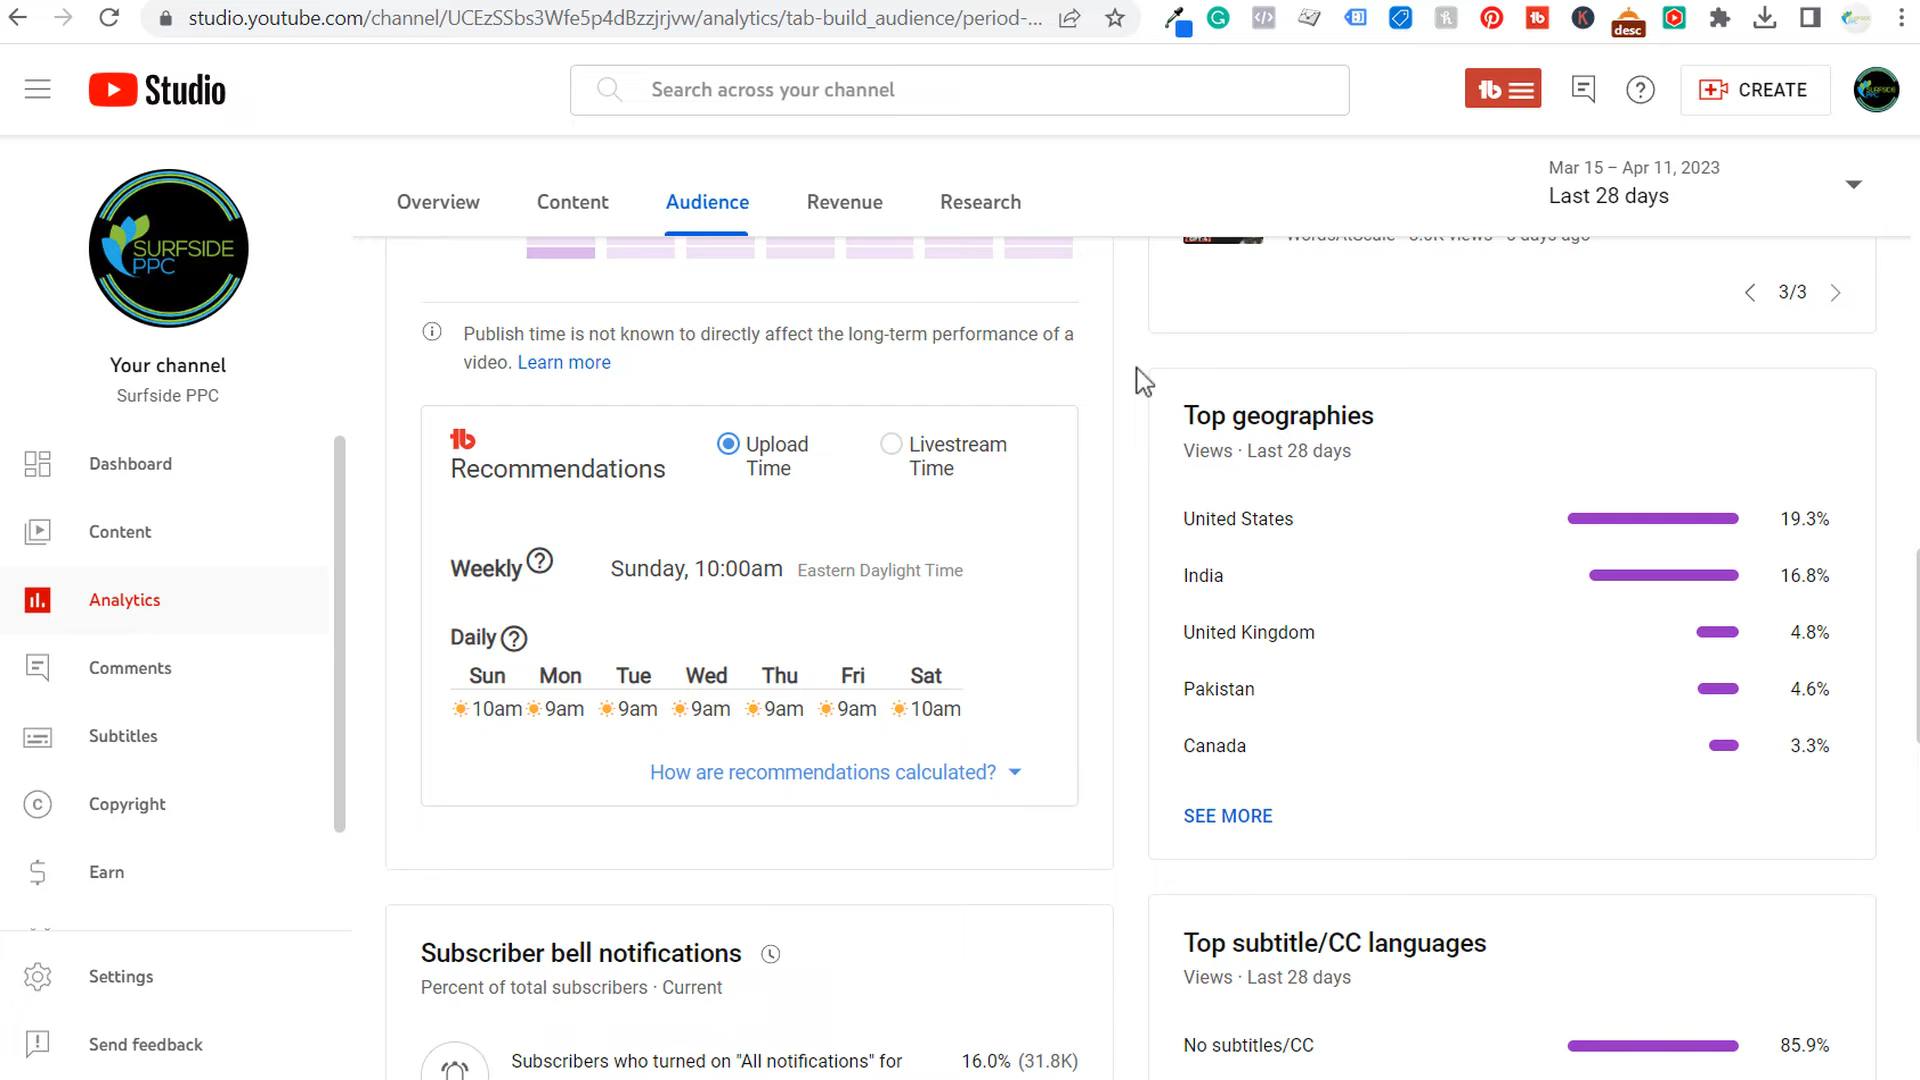 studio.youtube.com/channel/UCEzSSbs3Wfe5p4dBzzjrjvw/analytics/tab-build_audience/period-...
desc
Studio
Search across your channel
CREATE
SURFSIDE
PPC
Your channel
Surfside PPC
Dashboard
Content
Analytics
Comments
Subtitles
Copyright
Earn
Settings
Send feedback
Overview
Content
Audience
Revenue
Research
Mar 15 – Apr 11, 2023
Last 28 days
Publish time is not known to directly affect the long-term performance of a
video. Learn more
Recommendations
Upload
Time
Livestream
Time
Weekly
Sunday, 10:00am Eastern Daylight Time
Daily
Sun Mon Tue Wed Thu Fri Sat
10am 9am 9am 9am 9am 9am 10am
How are recommendations calculated?
Subscriber bell notifications
Percent of total subscribers · Current
Subscribers who turned on "All notifications" for 16.0% (31.8K)
3/3
Top geographies
Views · Last 28 days
United States 19.3%
India 16.8%
United Kingdom 4.8%
Pakistan 4.6%
Canada 3.3%
SEE MORE
Top subtitle/CC languages
Views · Last 28 days
No subtitles/CC 85.9%